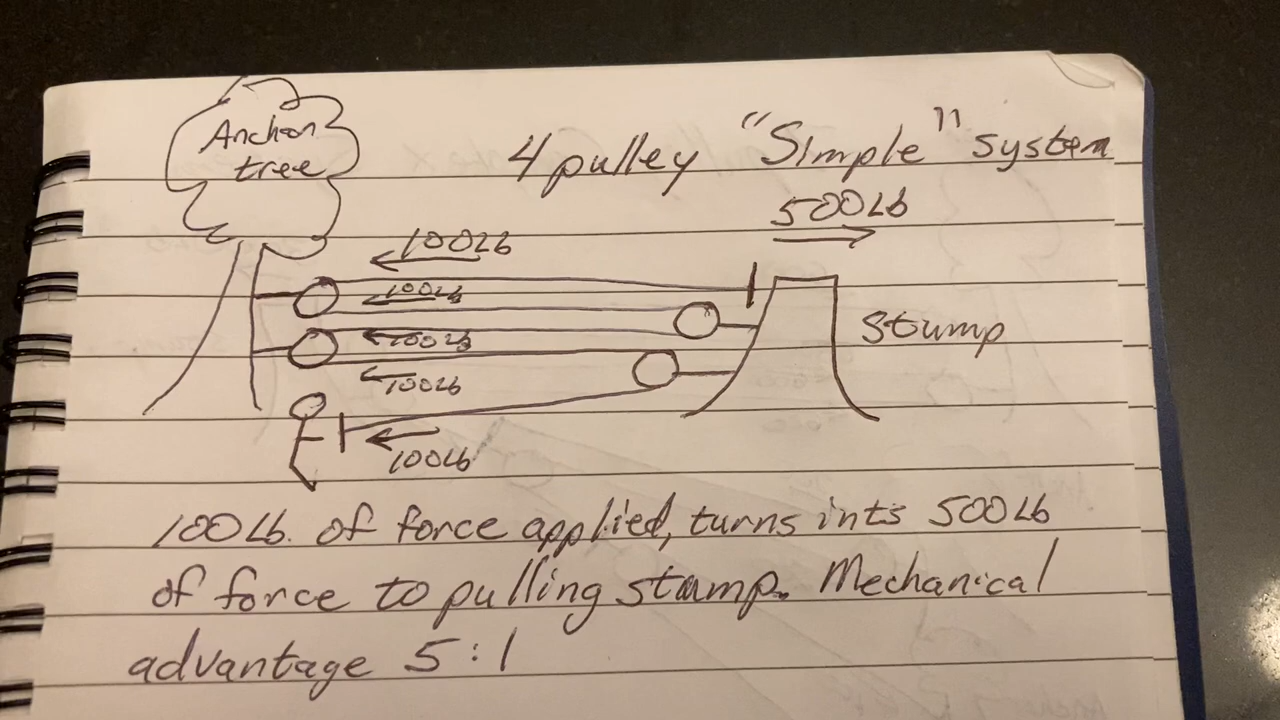 Anchor
tree
4 pulley "Simple" system
500Lb
100Lb
100Lb
100Lb
100Lb
Stump
100Lb
100Lb. of force applied, turns ints 500Lb
of force to pulling stump. Mechanical
advantage 5:1